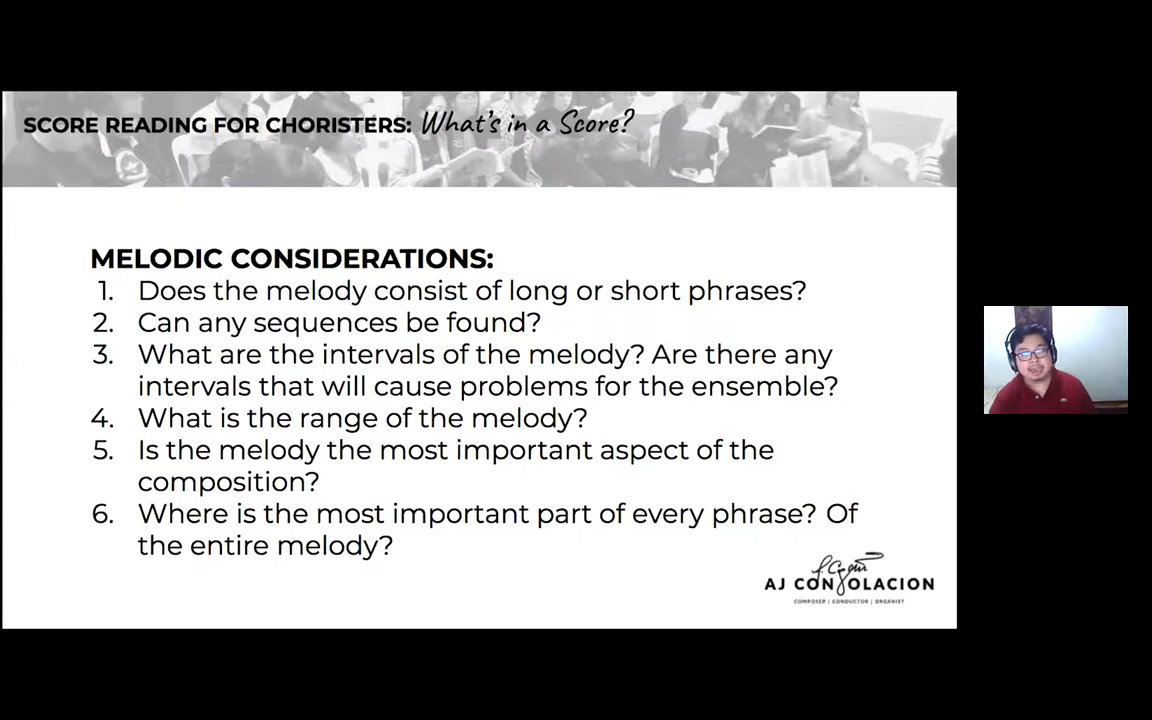 SCORE READING FOR CHORISTERS: What's in a Score?
MELODIC CONSIDERATIONS:
1. Does the melody consist of long or short phrases?
2. Can any sequences be found?
3. What are the intervals of the melody? Are there any
intervals that will cause problems for the ensemble?
4. What is the range of the melody?
5. Is the melody the most important aspect of the
composition?
6. Where is the most important part of every phrase? Of
the entire melody?
AJ CONSOLACION
COMPOSER | CONDUCTOR | ORGANIST